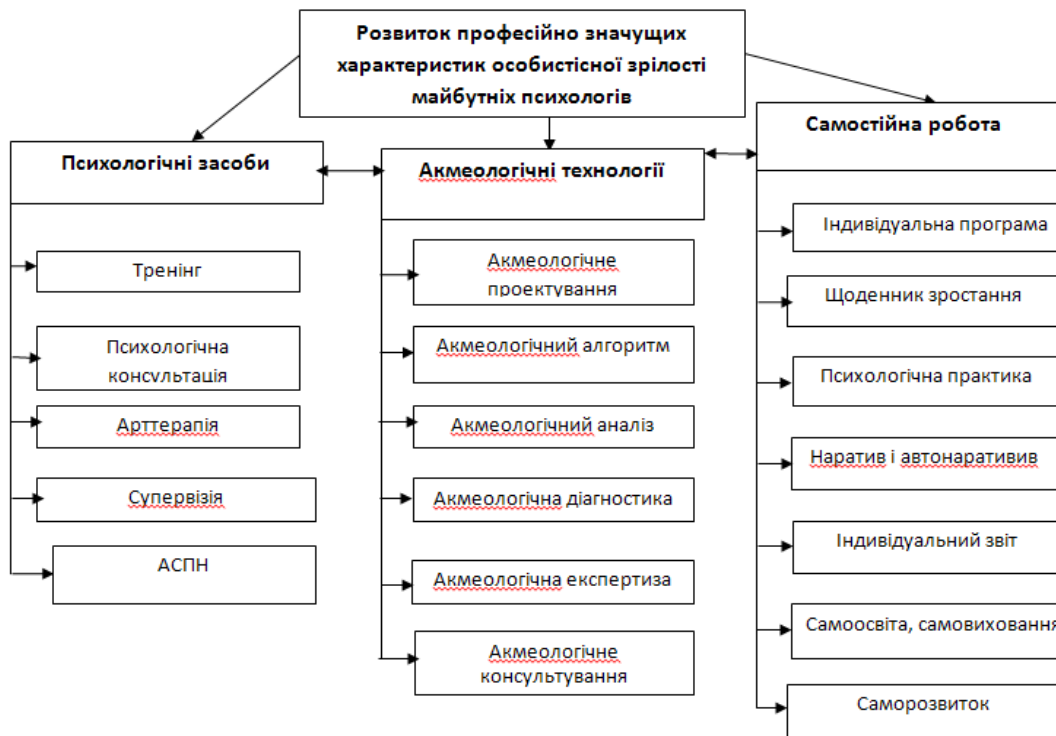 Розвиток професійно значущих
характеристик особистісної зрілості
майбутніх психологів
Психологічні засоби
Тренінг
Психологічна
консультація
Арттерапія
Супервізія
АСПН
Акмеологічні технології
Акмеологічне
проектування
Акмеологічний алгоритм
Акмеологічний аналіз
Акмеологічна діагностика
Акмеологічна експертиза
Акмеологічне
консультування
Самостійна робота
Індивідуальна програма
Щоденник зростання
Психологічна практика
Наратив і автонаративив
Індивідуальний звіт
Самоосвіта, самовиховання
Саморозвиток